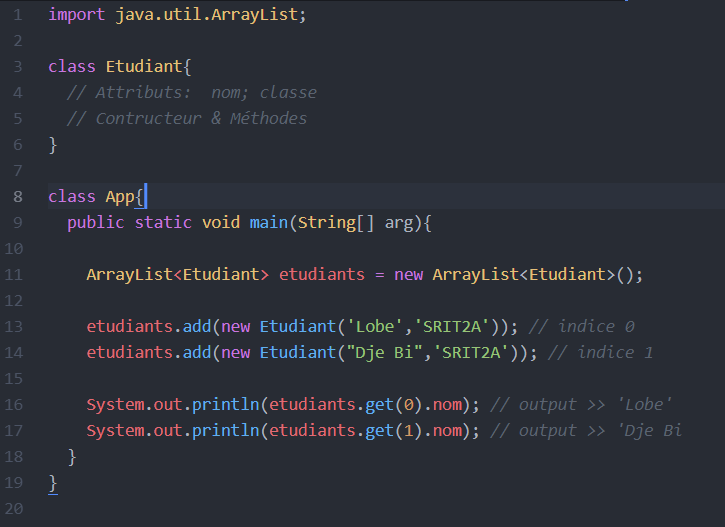 1 import java.util.ArrayList;
2
3 class Etudiant{
4 // Attributs:  nom; classe
5 // Contructeur & Méthodes
6 }
7
8 class App{
9 public static void main(String[] arg){
10
11 ArrayList<Etudiant> etudiants = new ArrayList<Etudiant>();
12
13 etudiants.add(new Etudiant('Lobe','SRIT2A')); // indice 0
14 etudiants.add(new Etudiant("Dje Bi",'SRIT2A')); // indice 1
15
16 System.out.println(etudiants.get(0).nom); // output >> 'Lobe'
17 System.out.println(etudiants.get(1).nom); // output >> 'Dje Bi
18 }
19 }
20